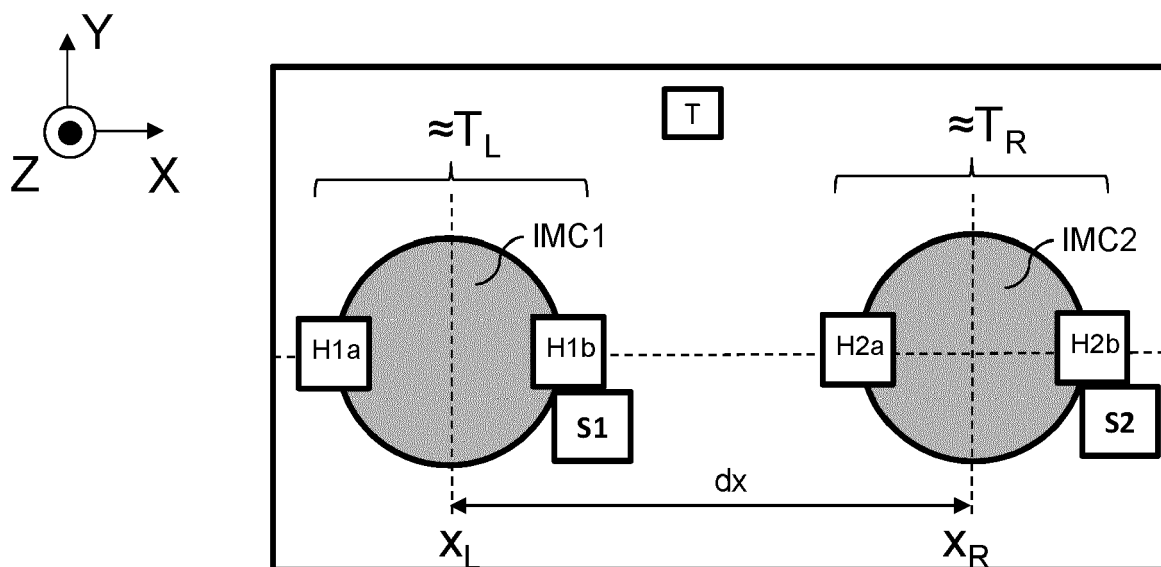 Y
Z
X
T
≈T_L
≈T_R
IMC1
IMC2
H1a
H1b
H2a
H2b
S1
S2
dx
x_L
x_R